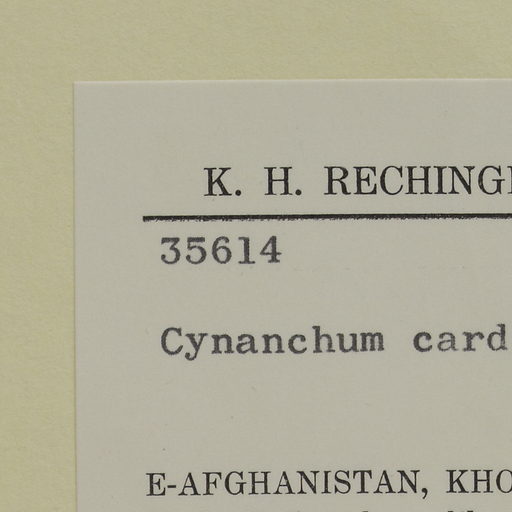 K. H. RECHING
35614
Cynanchum card
E-AFGHANISTAN, KHO